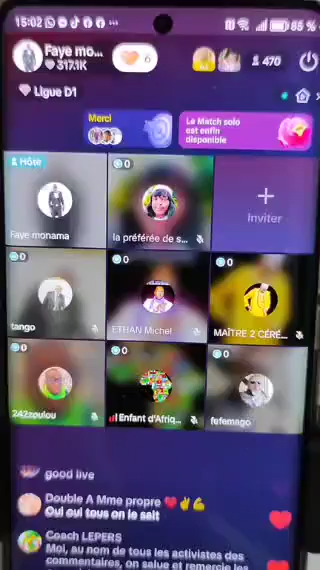 15:02
85 %
Faye mo...
317.1K
6
470
Ligue D1
Merci
Le Match solo
est enfin
disponible
Hôte
Faye monama
0
la préférée de s...
+
Inviter
0
tango
0
ETHAN Michel
0
MAÎTRE 2 CÉRÉ...
0
242zoulou
0
Enfant d'Afriq...
0
fefemago
good live
Double A Mme propre ❤️✌️💪
Oui oui tous on le sait
Coach LEPERS
Moi, au nom de tous les activistes des
commentaires, on salue et remercie les